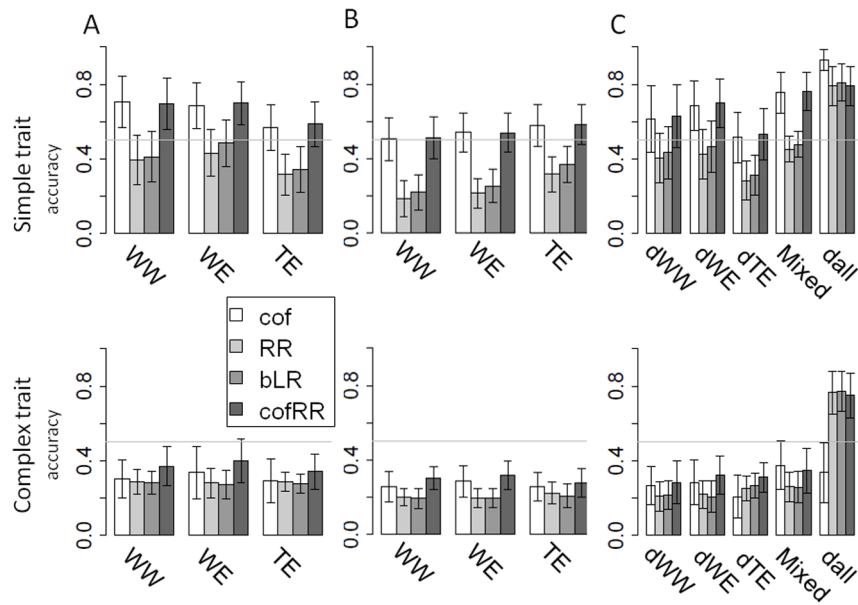 A
B
C
Simple trait
accuracy
0.0 0.4 0.8
0.0 0.4 0.8
0.0 0.4 0.8
WW WE TE
WW WE TE
dWW dWE dTE Mixed dall
cof
RR
bLR
cofRR
Complex trait
accuracy
0.0 0.4 0.8
0.0 0.4 0.8
0.0 0.4 0.8
WW WE TE
WW WE TE
dWW dWE dTE Mixed dall